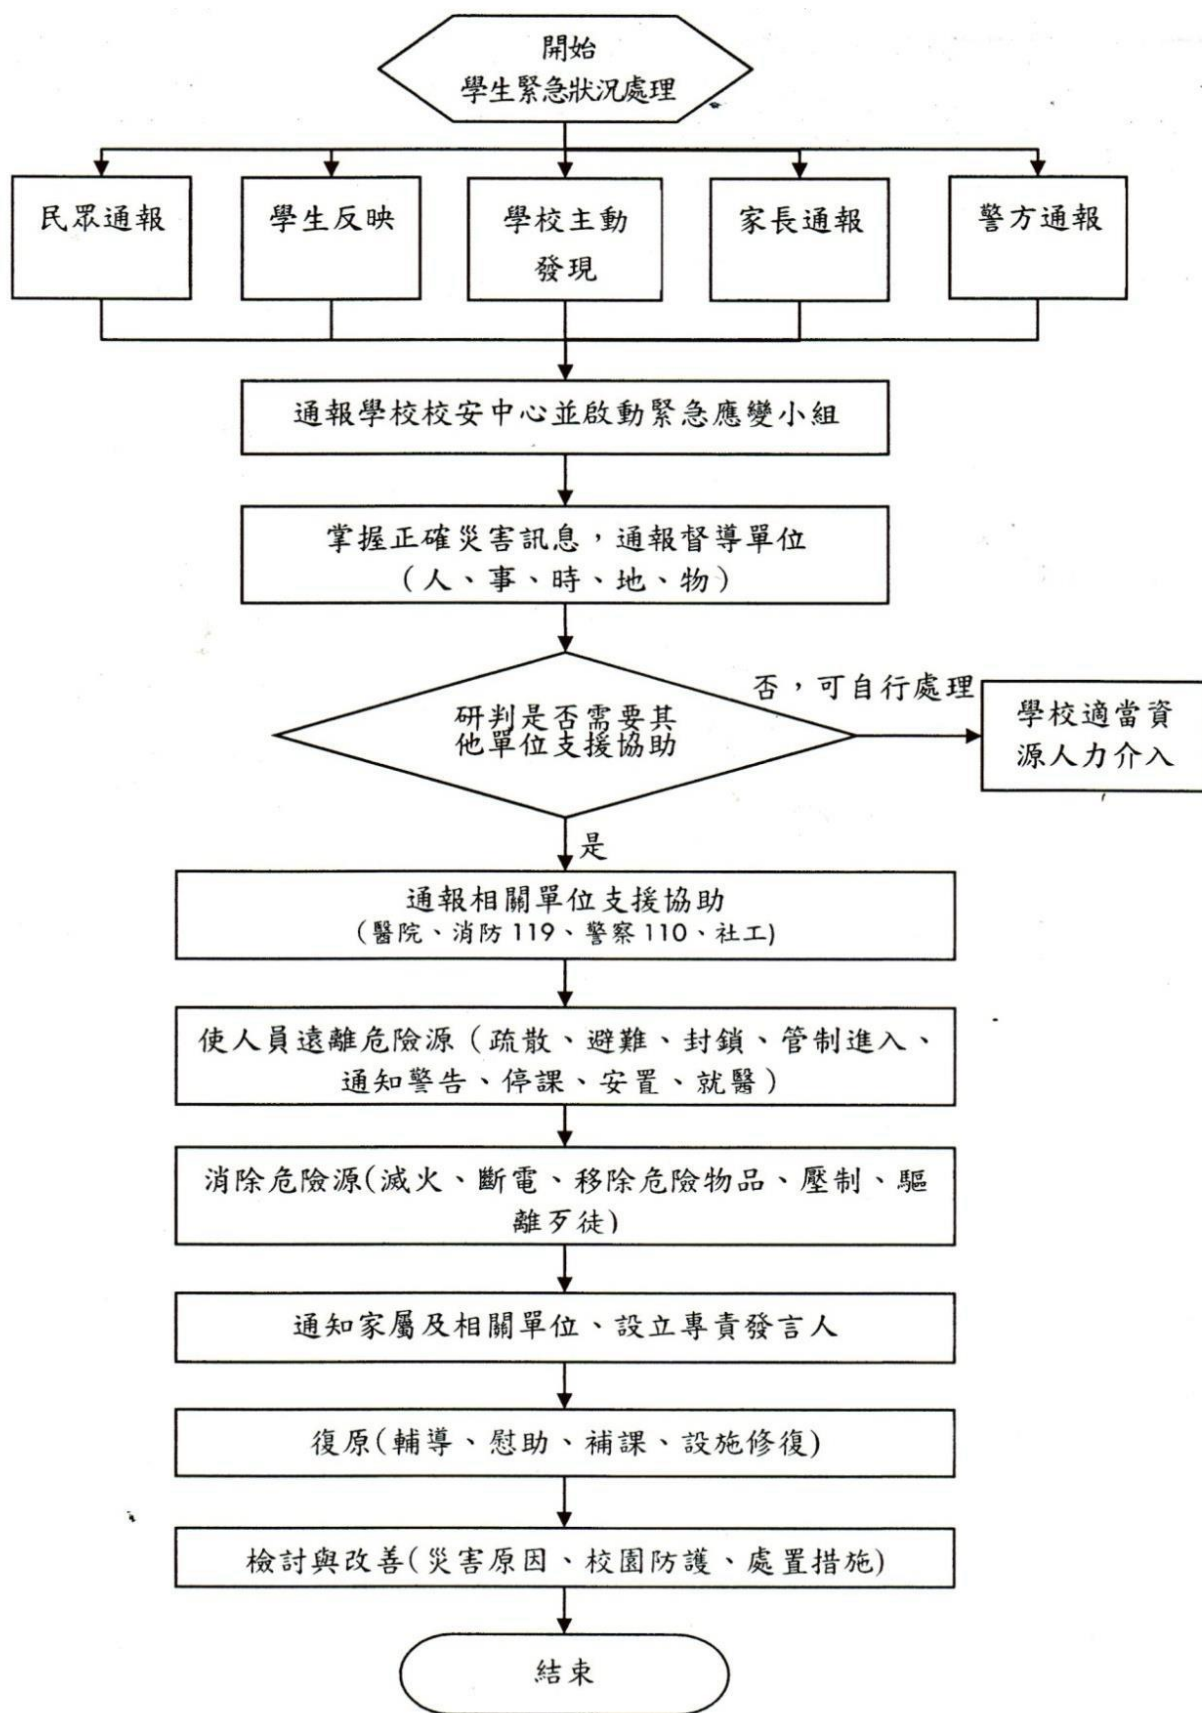 開始
學生緊急狀況處理
民眾通報
學生反映
學校主動
發現
家長通報
警方通報
通報學校校安中心並啟動緊急應變小組
掌握正確災害訊息，通報督導單位
（人、事、時、地、物）
研判是否需要其
他單位支援協助
否，可自行處理
學校適當資
源人力介入
是
通報相關單位支援協助
（醫院、消防 119、警察 110、社工)
使人員遠離危險源（疏散、避難、封鎖、管制進入、
通知警告、停課、安置、就醫）
消除危險源(滅火、斷電、移除危險物品、壓制、驅
離歹徒)
通知家屬及相關單位、設立專責發言人
復原(輔導、慰助、補課、設施修復)
檢討與改善(災害原因、校園防護、處置措施)
結束